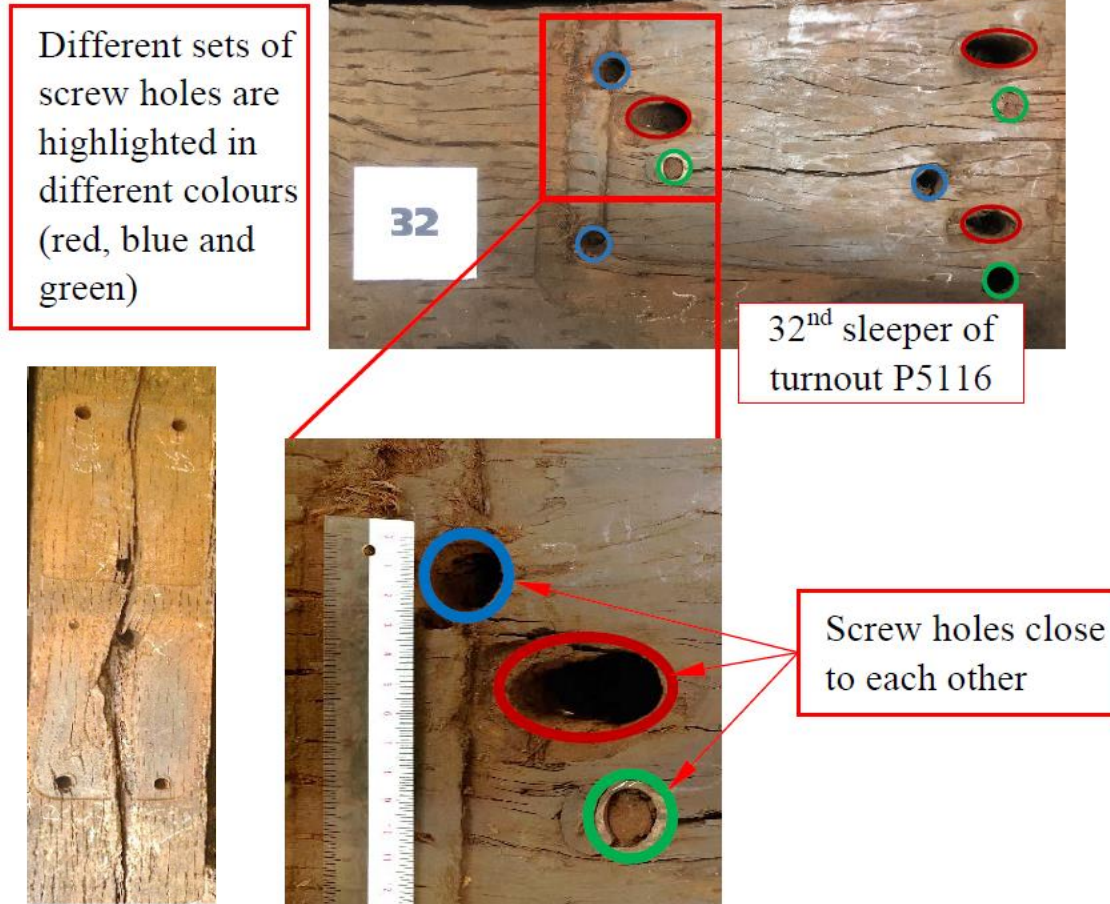 Different sets of
screw holes are
highlighted in
different colours
(red, blue and
green)
32
32nd sleeper of
turnout P5116
Screw holes close
to each other